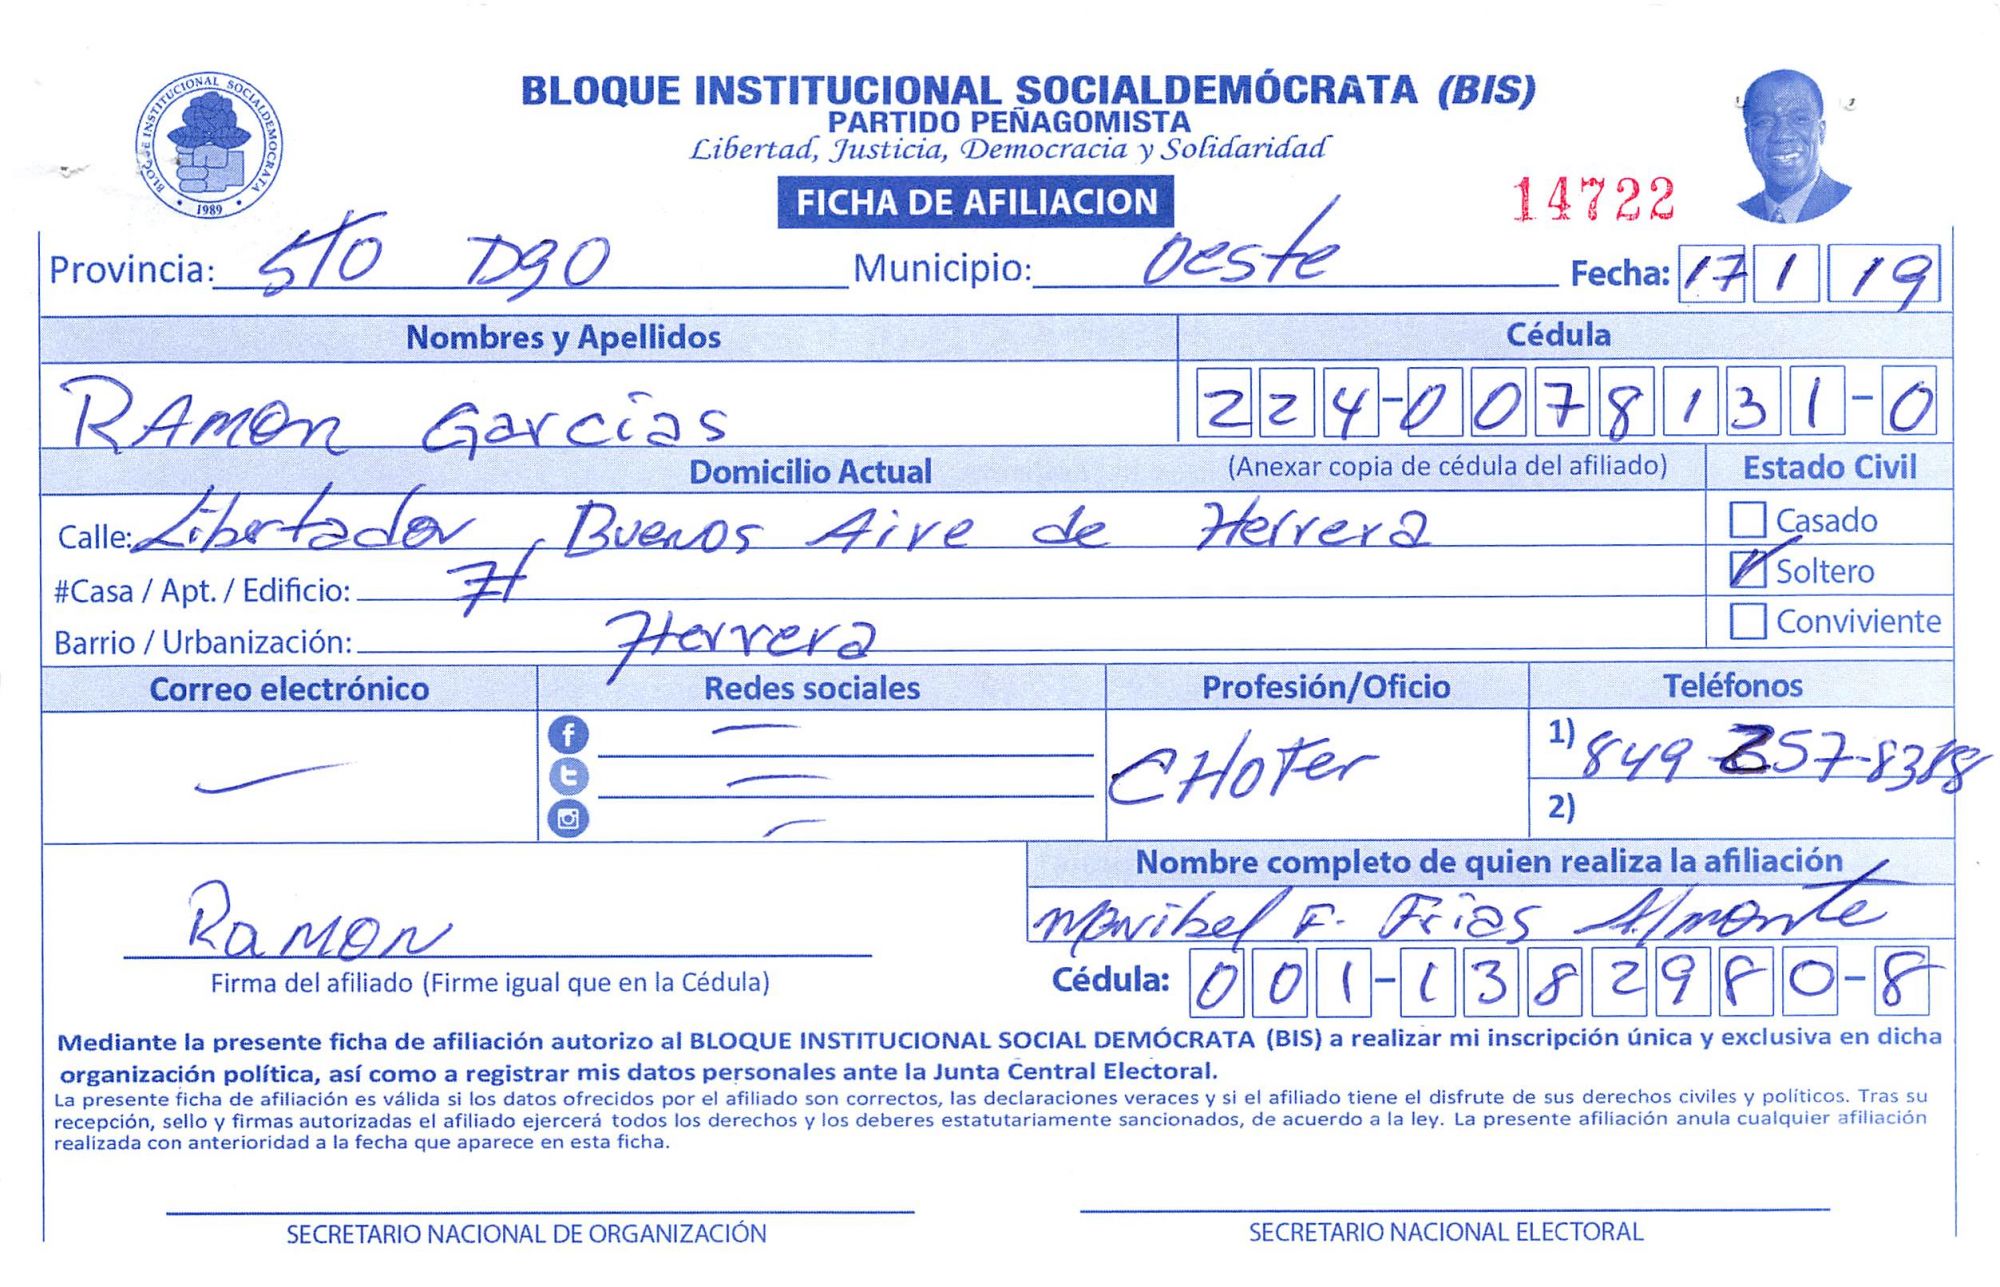 BLOQUE INSTITUCIONAL SOCIALDEMOCRATA
1989
BLOQUE INSTITUCIONAL SOCIALDEMÓCRATA (BIS)
PARTIDO PEÑAGOMISTA
Libertad, Justicia, Democracia y Solidaridad
FICHA DE AFILIACION
14722
Provincia: STO DGO Municipio: Oeste Fecha: 17 1 19
Nombres y Apellidos Cédula
RAMON Garcias 224-0078131-0
Domicilio Actual (Anexar copia de cédula del afiliado) Estado Civil
Calle: Libertador, Buenos Aire de Herrera Casado
#Casa / Apt. / Edificio: 71 Soltero
Barrio / Urbanización: Herrera Conviviente
Correo electrónico Redes sociales Profesión/Oficio Teléfonos
CHOFer 1) 849 257-8388
2)
Nombre completo de quien realiza la afiliación
Ramon Maribel F. Frias Almonte
Firma del afiliado (Firme igual que en la Cédula) Cédula: 001-1382980-8
Mediante la presente ficha de afiliación autorizo al BLOQUE INSTITUCIONAL SOCIAL DEMÓCRATA (BIS) a realizar mi inscripción única y exclusiva en dicha
organización política, así como a registrar mis datos personales ante la Junta Central Electoral.
La presente ficha de afiliación es válida si los datos ofrecidos por el afiliado son correctos, las declaraciones veraces y si el afiliado tiene el disfrute de sus derechos civiles y políticos. Tras su
recepción, sello y firmas autorizadas el afiliado ejercerá todos los derechos y los deberes estatutariamente sancionados, de acuerdo a la ley. La presente afiliación anula cualquier afiliación
realizada con anterioridad a la fecha que aparece en esta ficha.
SECRETARIO NACIONAL DE ORGANIZACIÓN SECRETARIO NACIONAL ELECTORAL